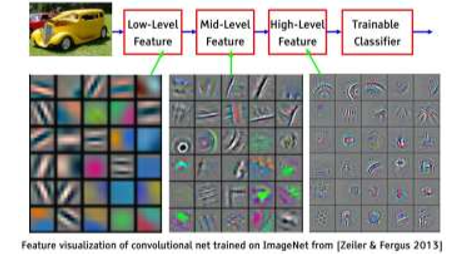 Low-Level
Feature
Mid-Level
Feature
High-Level
Feature
Trainable
Classifier
Feature visualization of convolutional net trained on ImageNet from [Zeiler & Fergus 2013]